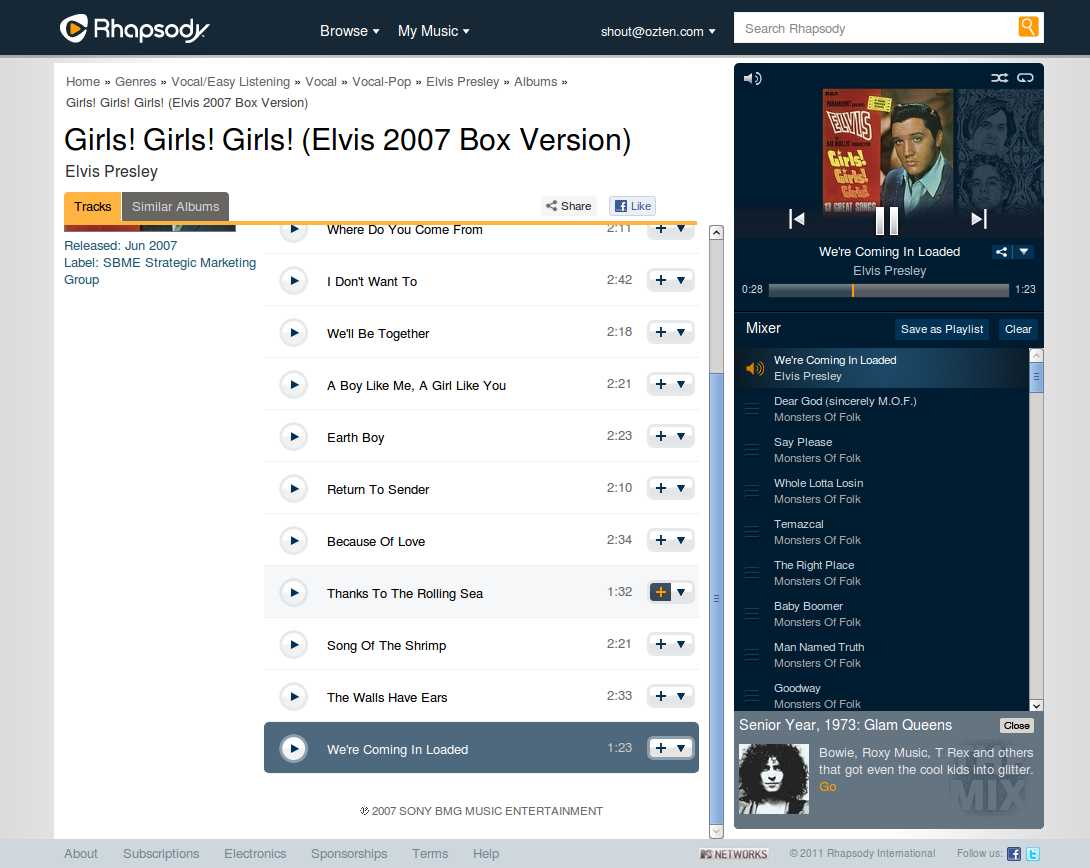 Rhapsody
Browse
My Music
shout@ozten.com
Search Rhapsody
Home » Genres » Vocal/Easy Listening » Vocal » Vocal-Pop » Elvis Presley » Albums »
Girls! Girls! Girls! (Elvis 2007 Box Version)
Girls! Girls! Girls! (Elvis 2007 Box Version)
Elvis Presley
Tracks
Similar Albums
Share
Like
Released: Jun 2007
Label: SBME Strategic Marketing
Group
Where Do You Come From 2:11
I Don't Want To 2:42
We'll Be Together 2:18
A Boy Like Me, A Girl Like You 2:21
Earth Boy 2:23
Return To Sender 2:10
Because Of Love 2:34
Thanks To The Rolling Sea 1:32
Song Of The Shrimp 2:21
The Walls Have Ears 2:33
We're Coming In Loaded 1:23
℗ 2007 SONY BMG MUSIC ENTERTAINMENT
RCA
ELVIS
Girls!
Girls!
Girls!
13 GREAT SONGS
We're Coming In Loaded
Elvis Presley
0:28
1:23
Mixer
Save as Playlist
Clear
We're Coming In Loaded
Elvis Presley
Dear God (sincerely M.O.F.)
Monsters Of Folk
Say Please
Monsters Of Folk
Whole Lotta Losin
Monsters Of Folk
Temazcal
Monsters Of Folk
The Right Place
Monsters Of Folk
Baby Boomer
Monsters Of Folk
Man Named Truth
Monsters Of Folk
Goodway
Monsters Of Folk
Senior Year, 1973: Glam Queens
Close
Bowie, Roxy Music, T Rex and others
that got even the cool kids into glitter.
Go
MIX
About
Subscriptions
Electronics
Sponsorships
Terms
Help
NETWORKS
© 2011 Rhapsody International
Follow us: